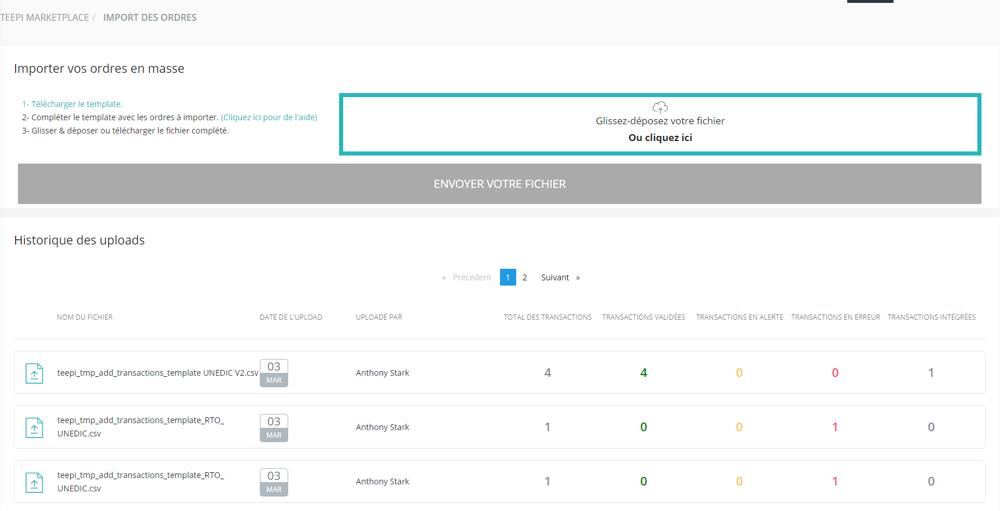 TEEPI MARKETPLACE / IMPORT DES ORDRES
Importer vos ordres en masse
1- Télécharger le template.
2- Compléter le template avec les ordres à importer. (Cliquez ici pour de l'aide)
3- Glisser & déposer ou télécharger le fichier complété.
Glissez-déposez votre fichier
Ou cliquez ici
ENVOYER VOTRE FICHIER
Historique des uploads
« Précédent 1 2 Suivant »
NOM DU FICHIER DATE DE L'UPLOAD UPLOADÉ PAR TOTAL DES TRANSACTIONS TRANSACTIONS VALIDÉES TRANSACTIONS EN ALERTE TRANSACTIONS EN ERREUR TRANSACTIONS INTÉGRÉES
teepi_tmp_add_transactions_template UNEDIC V2.csv 03 MAR Anthony Stark 4 4 0 0 1
teepi_tmp_add_transactions_template_RTO_
UNEDIC.csv 03 MAR Anthony Stark 1 0 0 1 0
teepi_tmp_add_transactions_template_RTO_
UNEDIC.csv 03 MAR Anthony Stark 1 0 0 1 0